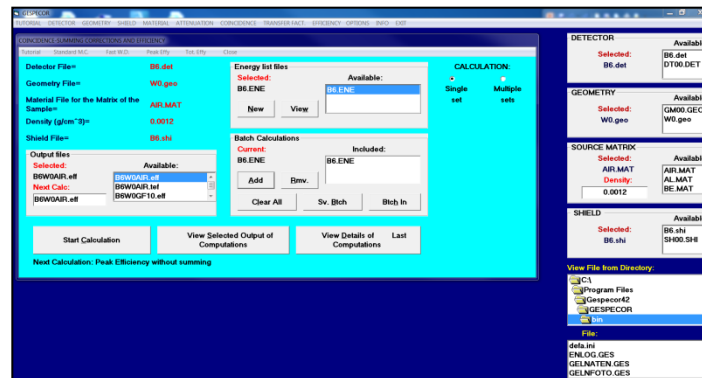 GESPECOR
TUTORIAL DETECTOR GEOMETRY SHIELD MATERIAL ATTENUATION COINCIDENCE TRANSFER FACT. EFFICIENCY OPTIONS INFO EXIT
COINCIDENCE-SUMMING CORRECTIONS AND EFFICIENCY
Tutorial Standard M.C. Fast W.D. Peak Effy Tot. Effy Close
Detector File= B6.det
Geometry File= W0.geo
Material File for the Matrix of the
Sample= AIR.MAT
Density (g/cm^3)= 0.0012
Shield File= B6.shi
Output files
Selected: Available:
B6W0AIR.eff B6W0AIR.eff
Next Calc: B6W0AIR.tef
B6W0AIR.eff B6W0GF10.eff
Energy list files
Selected: Available:
B6.ENE B6.ENE
New View
Batch Calculations
Current: Included:
B6.ENE B6.ENE
Add Rmv.
Clear All Sv. Btch Btch In
CALCULATION:
Single Multiple
set sets
Start Calculation
View Selected Output of
Computations
View Details of Last
Computations
Next Calculation: Peak Efficiency without summing
DETECTOR
Selected: Available
B6.det B6.det
DT00.DET
GEOMETRY
Selected: Available
W0.geo GM00.GEO
W0.geo
SOURCE MATRIX
Selected: Available
AIR.MAT AIR.MAT
Density: AL.MAT
0.0012 BE.MAT
SHIELD
Selected: Available
B6.shi B6.shi
SH00.SHI
View File from Directory:
C:\
Program Files
Gespecor42
GESPECOR
bin
File:
defa.ini
ENLOG.GES
GELNATEN.GES
GELNFOTO.GES